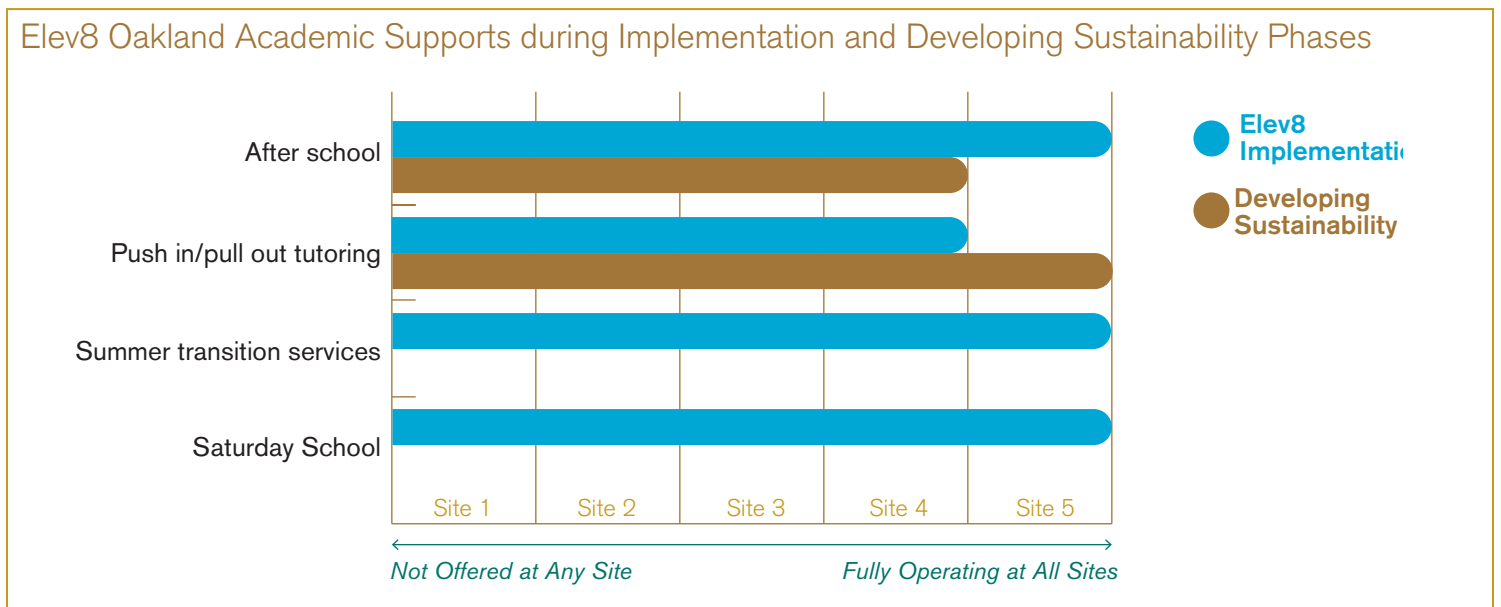 Elev8 Oakland Academic Supports during Implementation and Developing Sustainability Phases
After school
Push in/pull out tutoring
Summer transition services
Saturday School
Elev8
Implementati
Developing
Sustainability
Site 1 Site 2 Site 3 Site 4 Site 5
Not Offered at Any Site Fully Operating at All Sites